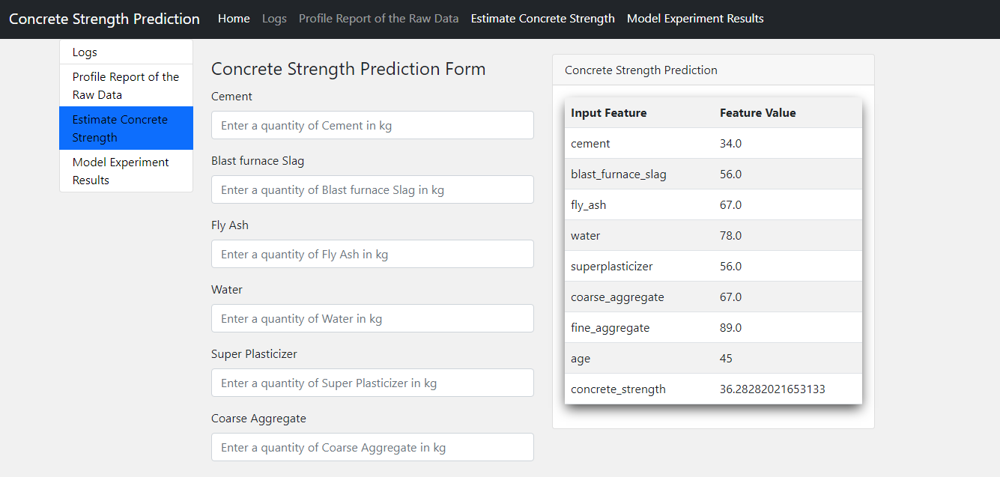 Concrete Strength Prediction Home Logs Profile Report of the Raw Data Estimate Concrete Strength Model Experiment Results
Logs
Profile Report of the
Raw Data
Estimate Concrete
Strength
Model Experiment
Results
Concrete Strength Prediction Form
Cement
Enter a quantity of Cement in kg
Blast furnace Slag
Enter a quantity of Blast furnace Slag in kg
Fly Ash
Enter a quantity of Fly Ash in kg
Water
Enter a quantity of Water in kg
Super Plasticizer
Enter a quantity of Super Plasticizer in kg
Coarse Aggregate
Enter a quantity of Coarse Aggregate in kg
Concrete Strength Prediction
Input Feature Feature Value
cement 34.0
blast_furnace_slag 56.0
fly_ash 67.0
water 78.0
superplasticizer 56.0
coarse_aggregate 67.0
fine_aggregate 89.0
age 45
concrete_strength 36.28282021653133